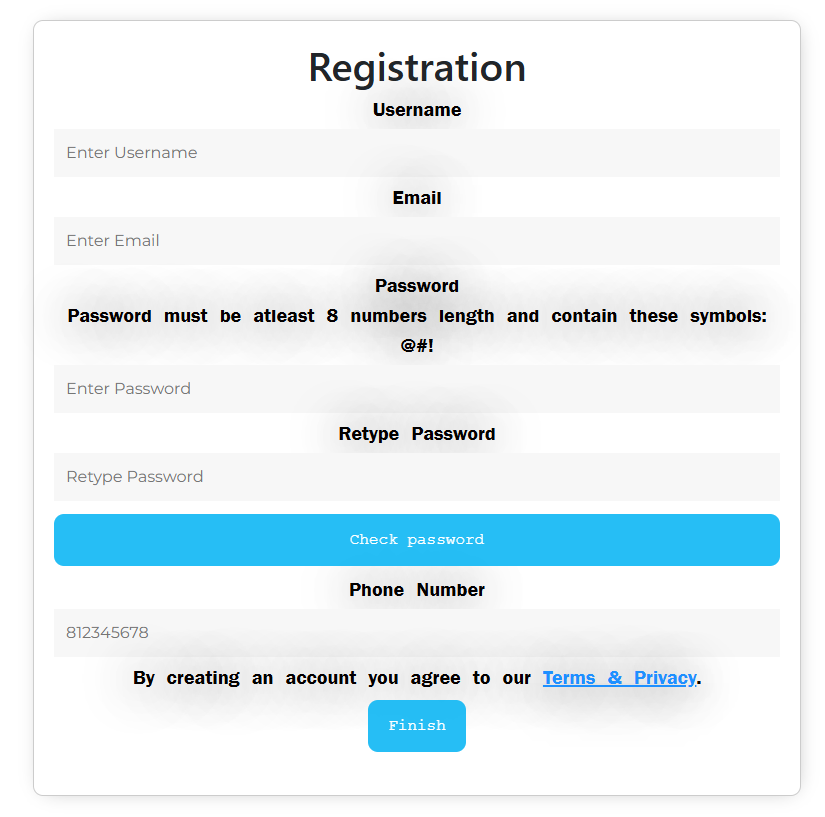 Registration
Username
Enter Username
Email
Enter Email
Password
Password must be atleast 8 numbers length and contain these symbols:
@#!
Enter Password
Retype Password
Retype Password
Check password
Phone Number
812345678
By creating an account you agree to our Terms & Privacy.
Finish